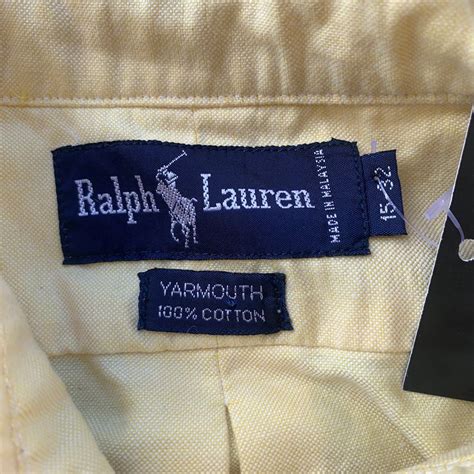 Ralph Lauren
MADE IN MALAYSIA
15-32
YARMOUTH
100% COTTON